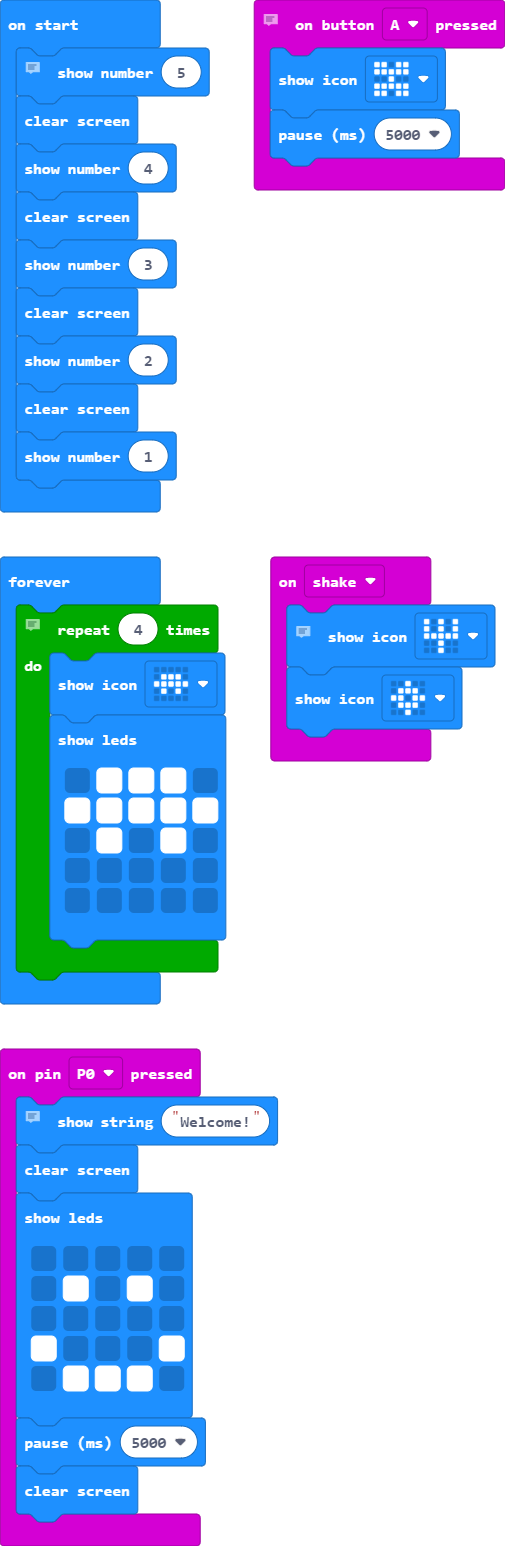 on start
show number 5
clear screen
show number 4
clear screen
show number 3
clear screen
show number 2
clear screen
show number 1
on button A pressed
show icon
pause (ms) 5000
forever
repeat 4 times
do
show icon
show leds
on shake
show icon
show icon
on pin P0 pressed
show string "Welcome!"
clear screen
show leds
pause (ms) 5000
clear screen